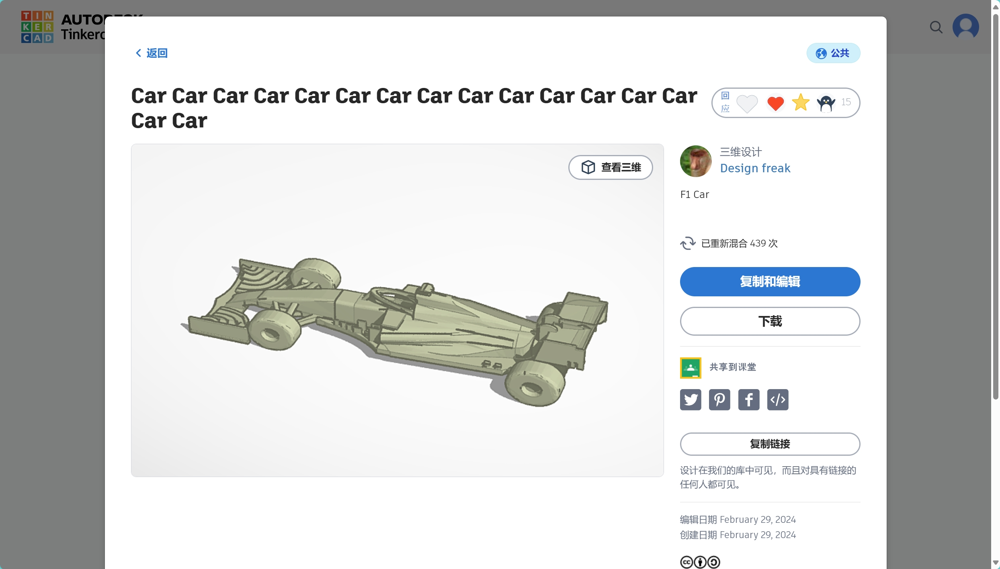 TIN
KER
CAD
AUTODESK
Tinkerc
返回
公共
Car Car Car Car Car Car Car Car Car Car Car Car Car Car
Car Car
回应
15
查看三维
三维设计
Design freak
F1 Car
已重新混合 439 次
复制和编辑
下载
共享到课堂
复制链接
设计在我们的库中可见，而且对具有链接的
任何人都可见。
编辑日期 February 29, 2024
创建日期 February 29, 2024
cc